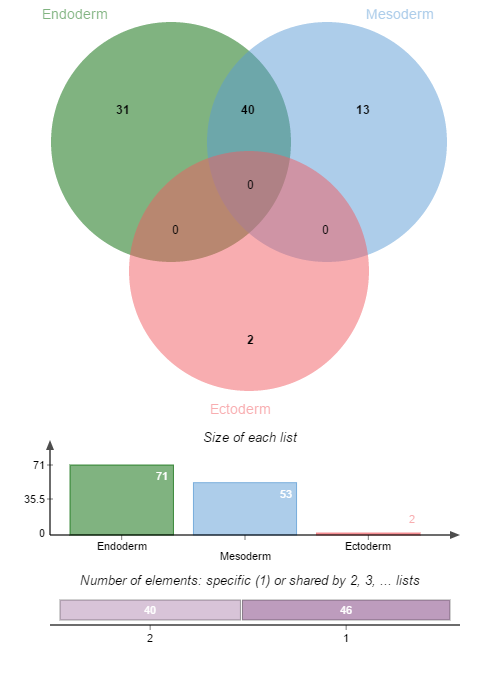 Endoderm Mesoderm
31 40 13
0
0 0
2
Ectoderm
Size of each list
71 71
53
35.5
2
0
Endoderm Mesoderm Ectoderm
Number of elements: specific (1) or shared by 2, 3, ... lists
40 46
2 1